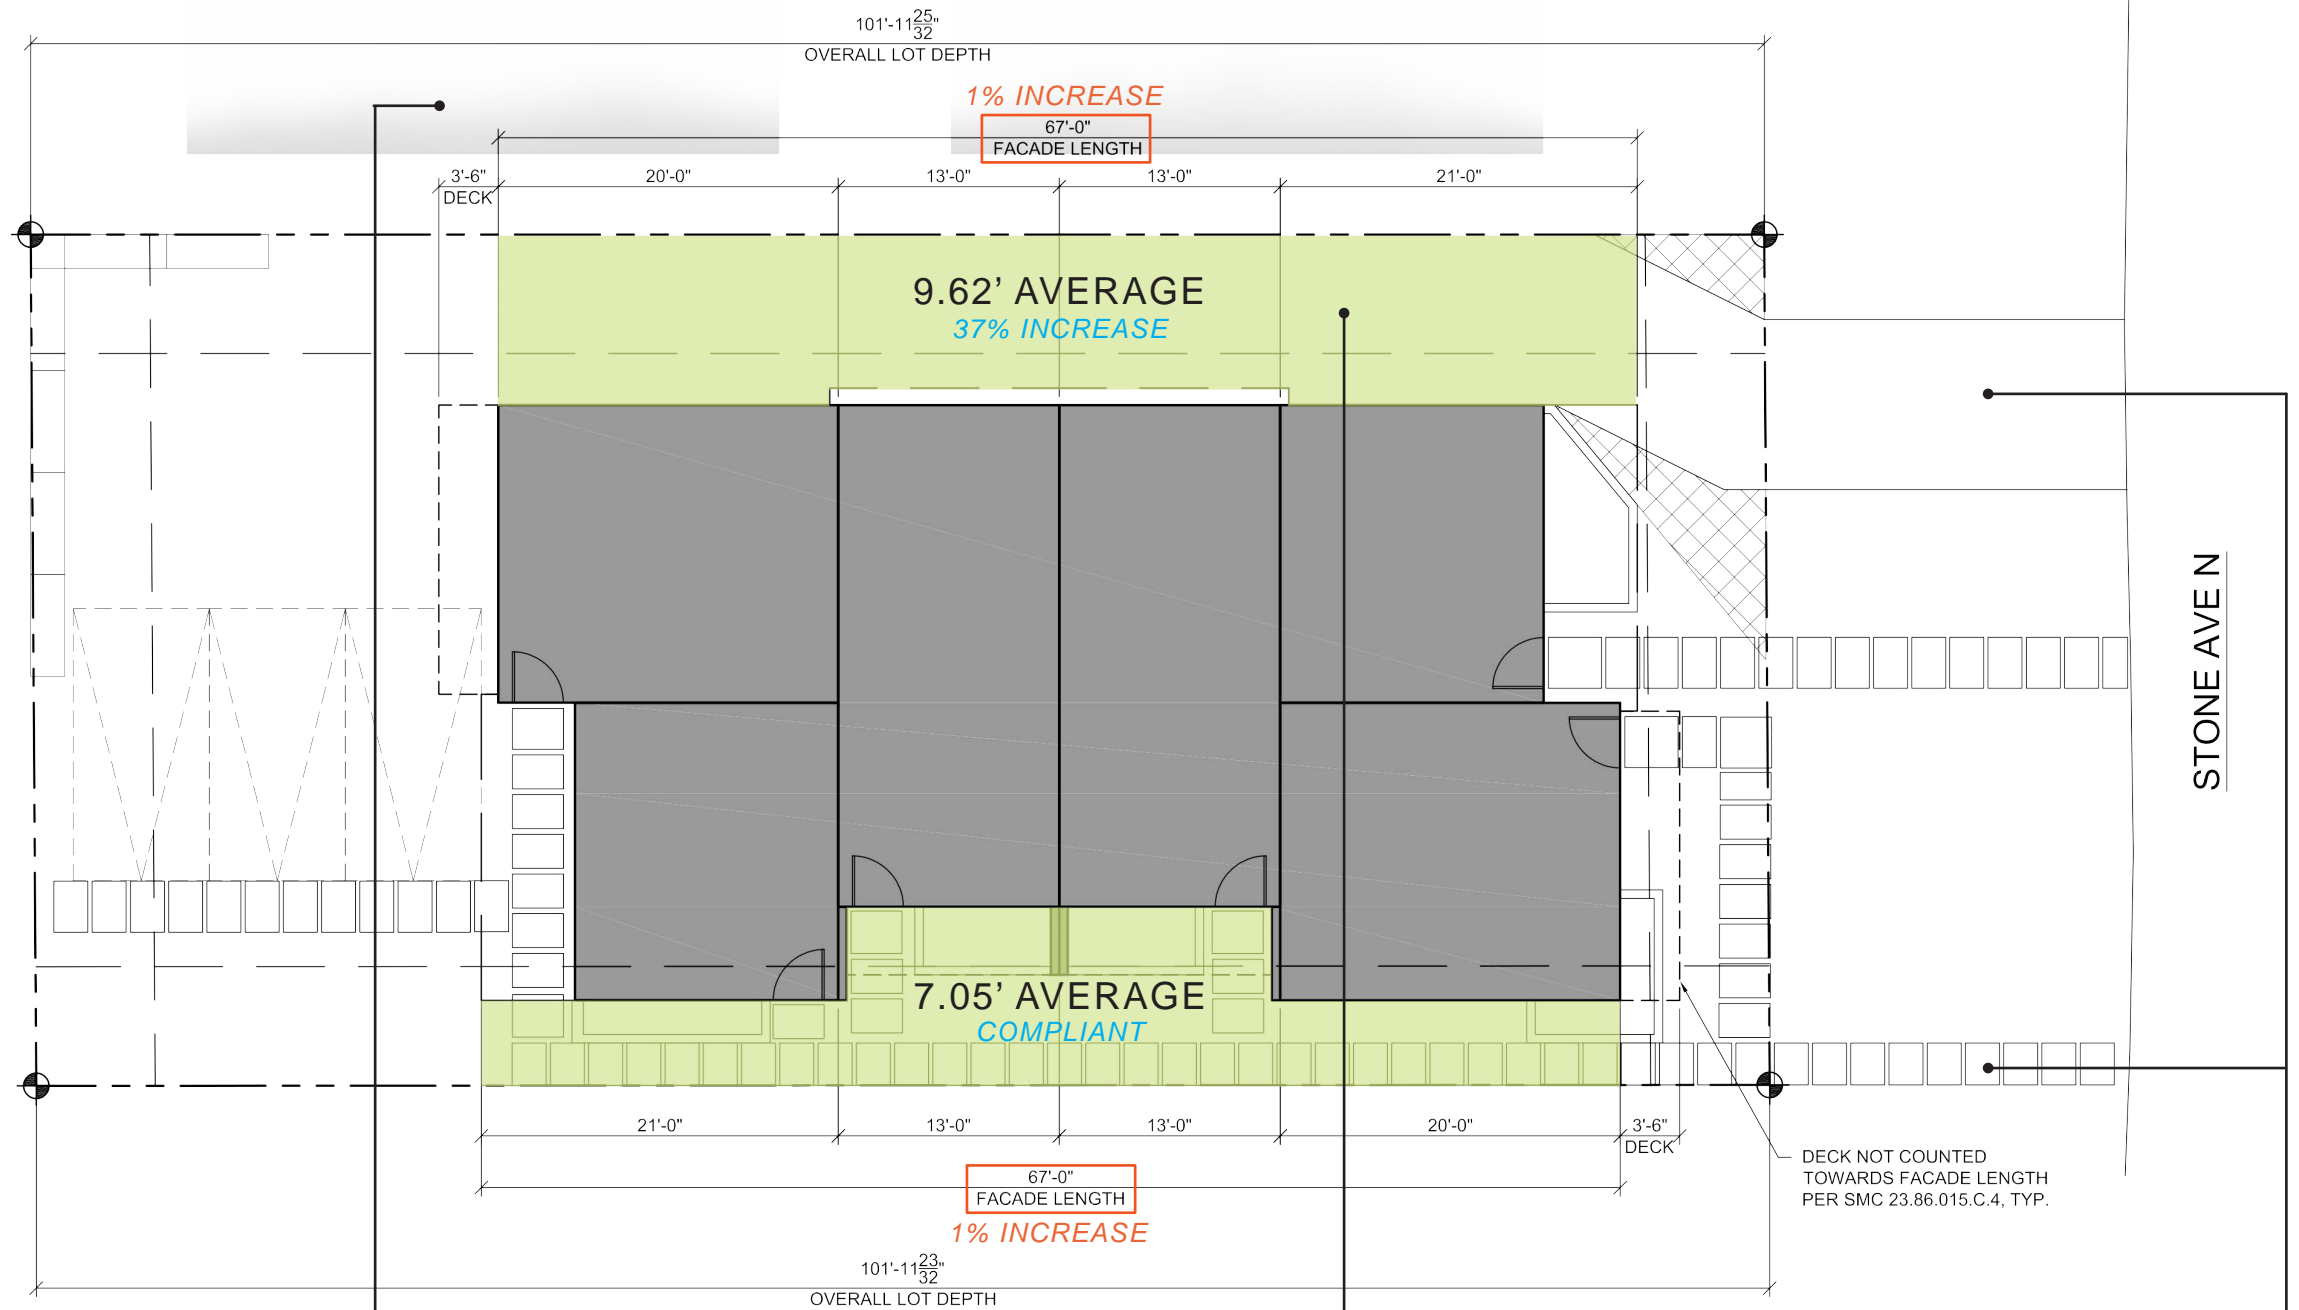 101'-11 25/32"
OVERALL LOT DEPTH
1% INCREASE
67'-0"
FACADE LENGTH
3'-6"
DECK
20'-0"
13'-0"
13'-0"
21'-0"
9.62’ AVERAGE
37% INCREASE
STONE AVE N
7.05’ AVERAGE
COMPLIANT
21'-0"
13'-0"
13'-0"
20'-0"
3'-6"
DECK
DECK NOT COUNTED
TOWARDS FACADE LENGTH
PER SMC 23.86.015.C.4, TYP.
67'-0"
FACADE LENGTH
1% INCREASE
101'-11 23/32"
OVERALL LOT DEPTH